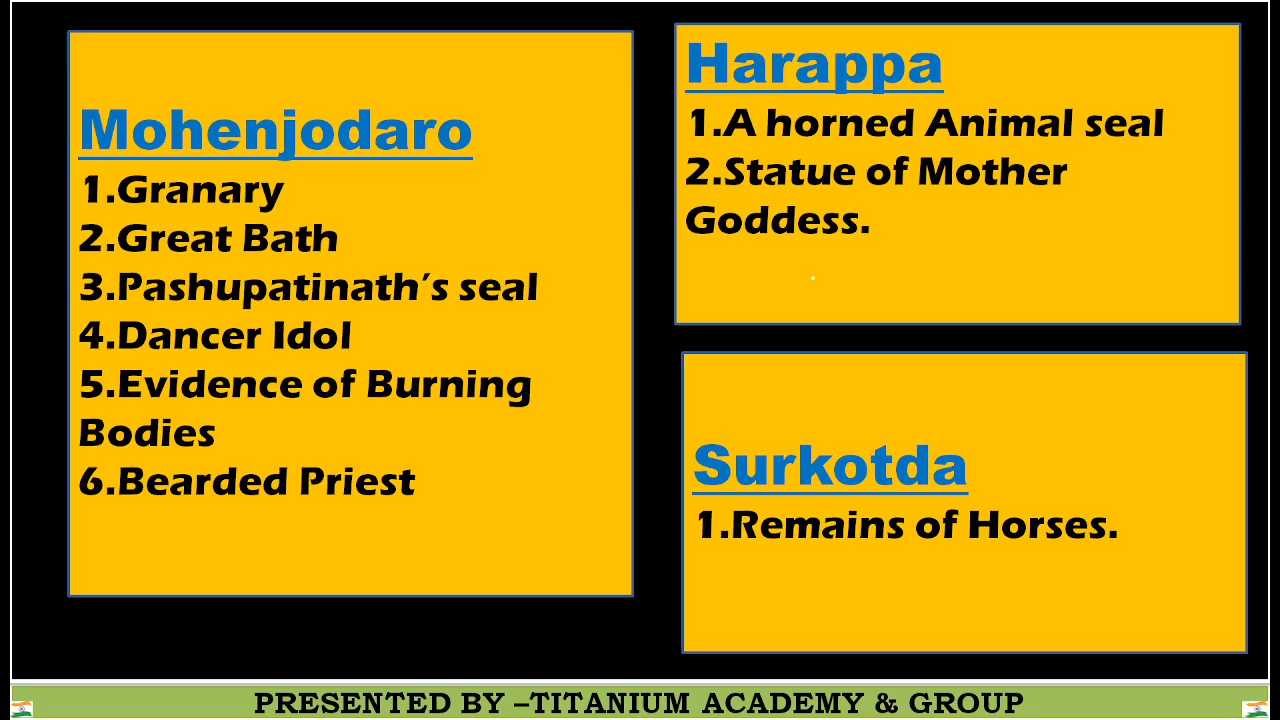 Mohenjodaro
1.Granary
2.Great Bath
3.Pashupatinath’s seal
4.Dancer Idol
5.Evidence of Burning
Bodies
6.Bearded Priest
Harappa
1.A horned Animal seal
2.Statue of Mother
Goddess.
Surkotda
1.Remains of Horses.
PRESENTED BY –TITANIUM ACADEMY & GROUP